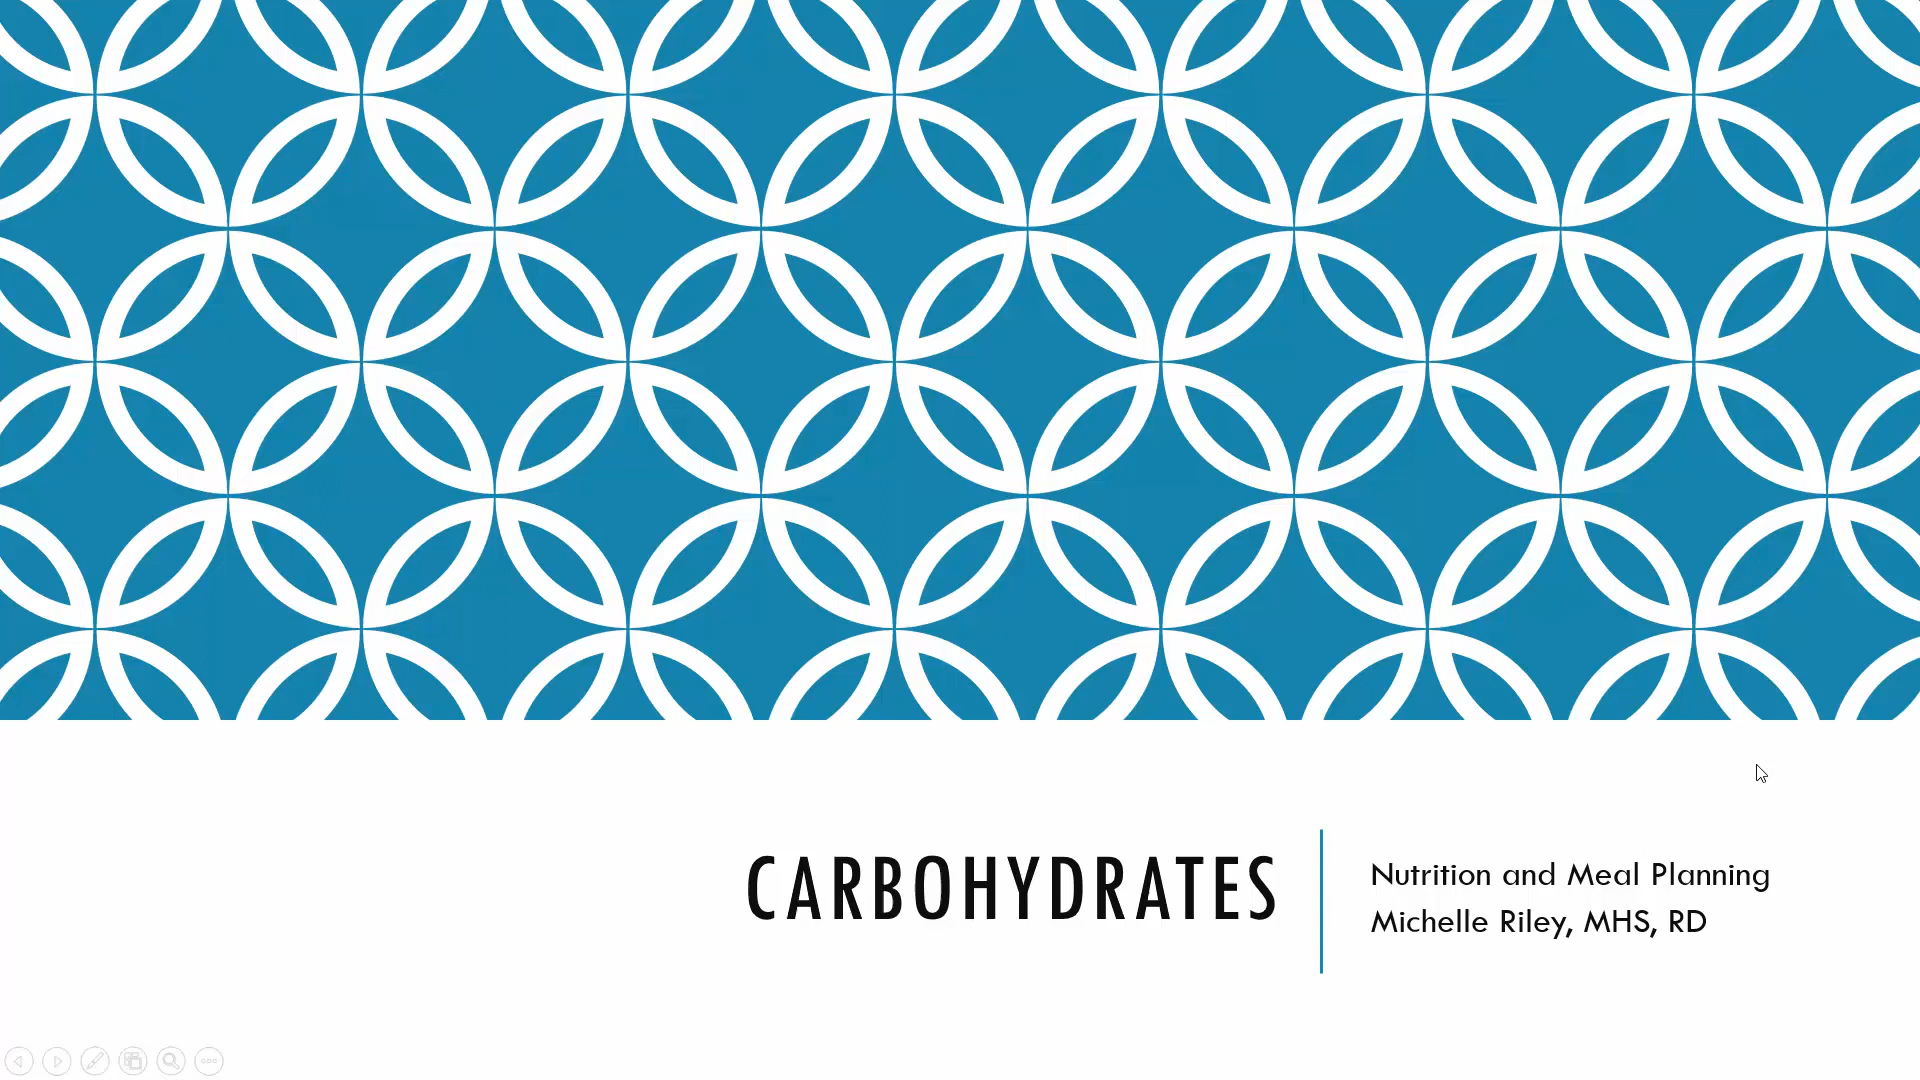 CARBOHYDRATES
Nutrition and Meal Planning
Michelle Riley, MHS, RD